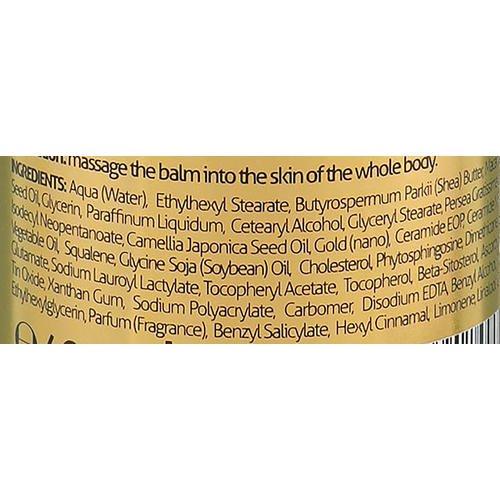 massage the balm into the skin of the whole body.
INGREDIENTS: Aqua (Water), Ethylhexyl Stearate, Butyrospermum Parkii (Shea) Butter,
Seed Oil, Glycerin, Paraffinum Liquidum, Cetearyl Alcohol, Glyceryl Stearate, Persea
Isodecyl Neopentanoate, Camellia Japonica Seed Oil, Gold (nano), Ceramide EOP, Ceramide
Vegetable Oil, Squalene, Glycine Soja (Soybean) Oil, Cholesterol, Phytosphingosine,
Glutamate, Sodium Lauroyl Lactylate, Tocopheryl Acetate, Tocopherol, Beta-Sitosterol,
Tin Oxide, Xanthan Gum, Sodium Polyacrylate, Carbomer, Disodium EDTA, Benzyl Alcohol,
Ethylhexylglycerin, Parfum (Fragrance), Benzyl Salicylate, Hexyl Cinnamal, Limonene,